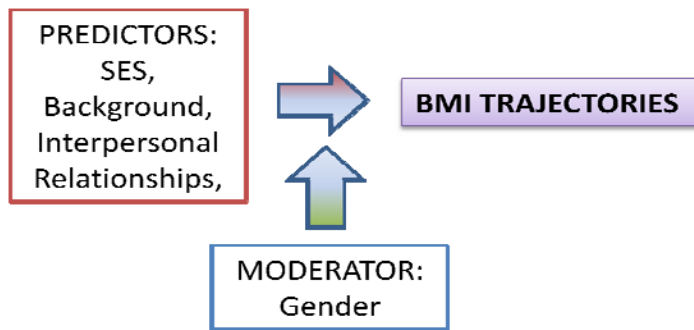 PREDICTORS:
SES,
Background,
Interpersonal
Relationships,
BMI TRAJECTORIES
MODERATOR:
Gender